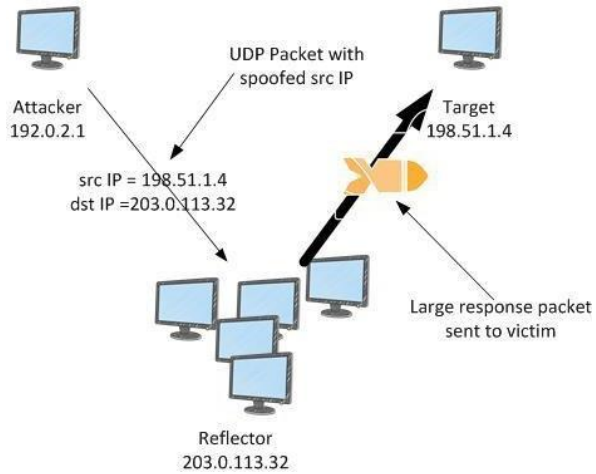 UDP Packet with
spoofed src IP
Attacker
192.0.2.1
Target
198.51.1.4
src IP = 198.51.1.4
dst IP =203.0.113.32
Large response packet
sent to victim
Reflector
203.0.113.32